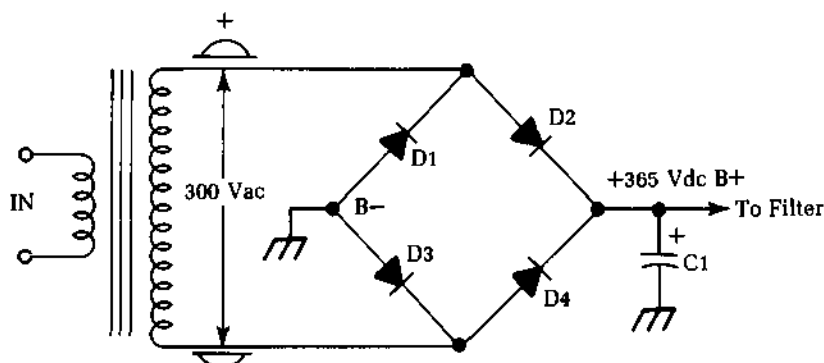 +
D2
D1
+365 Vdc B+
IN
300 Vac
B−
To Filter
+
D3
C1
D4